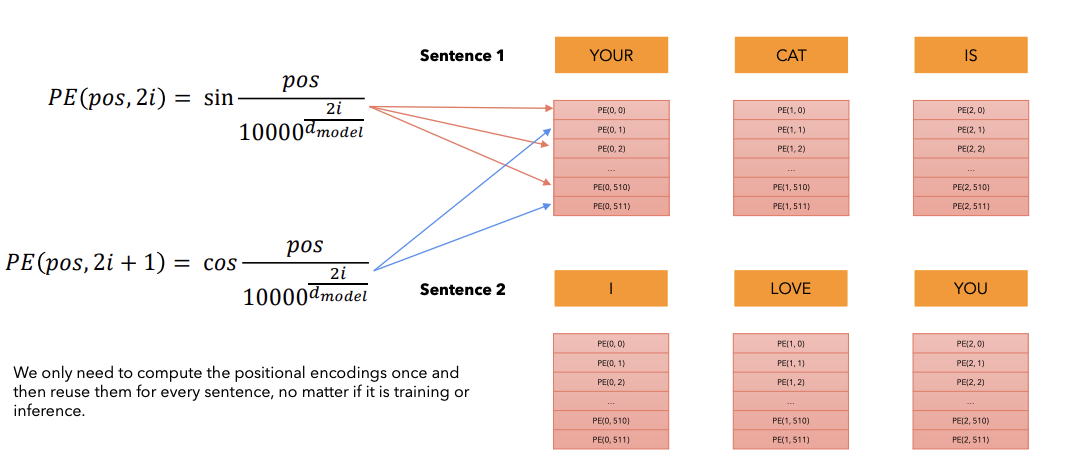 Sentence 1
YOUR CAT IS
PE(pos, 2i) = sin pos / 10000^(2i / d_model)
PE(0, 0) PE(1, 0) PE(2, 0)
PE(0, 1) PE(1, 1) PE(2, 1)
PE(0, 2) PE(1, 2) PE(2, 2)
... ... ...
PE(0, 510) PE(1, 510) PE(2, 510)
PE(0, 511) PE(1, 511) PE(2, 511)
PE(pos, 2i + 1) = cos pos / 10000^(2i / d_model)
Sentence 2
I LOVE YOU
PE(0, 0) PE(1, 0) PE(2, 0)
PE(0, 1) PE(1, 1) PE(2, 1)
PE(0, 2) PE(1, 2) PE(2, 2)
... ... ...
PE(0, 510) PE(1, 510) PE(2, 510)
PE(0, 511) PE(1, 511) PE(2, 511)
We only need to compute the positional encodings once and
then reuse them for every sentence, no matter if it is training or
inference.